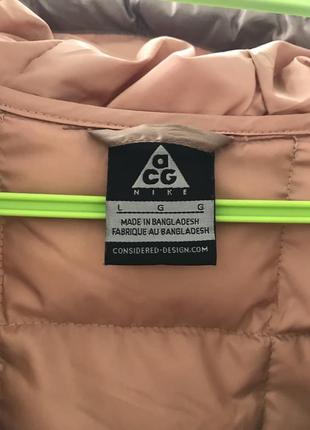 aCG
NIKE
L G G
MADE IN BANGLADESH
FABRIQUE AU BANGLADESH
CONSIDERED-DESIGN.COM